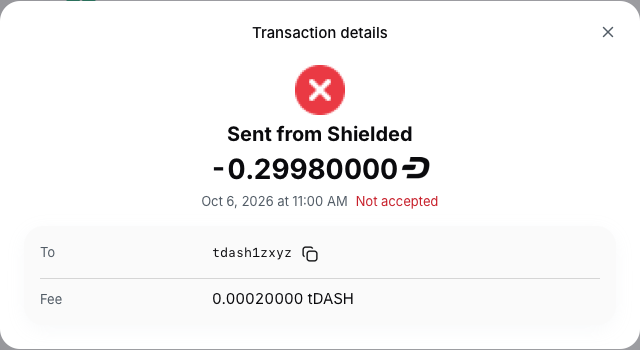 Transaction details
Sent from Shielded
-0.29980000
Oct 6, 2026 at 11:00 AM Not accepted
To tdash1zxyz
Fee 0.00020000 tDASH